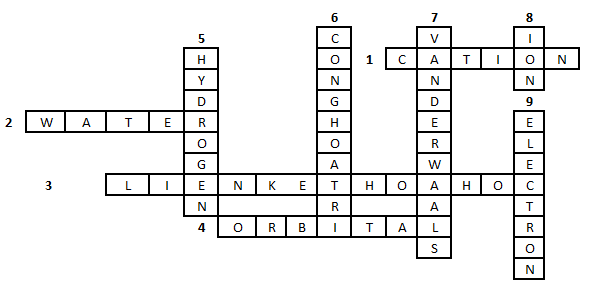 1 C A T I O N
2 W A T E R
3 L I E N K E T H O A H O C
4 O R B I T A L
5 H Y D R O G E N
6 C O N G H O A T R I
7 V A N D E R W A A L S
8 I O N
9 E L E C T R O N